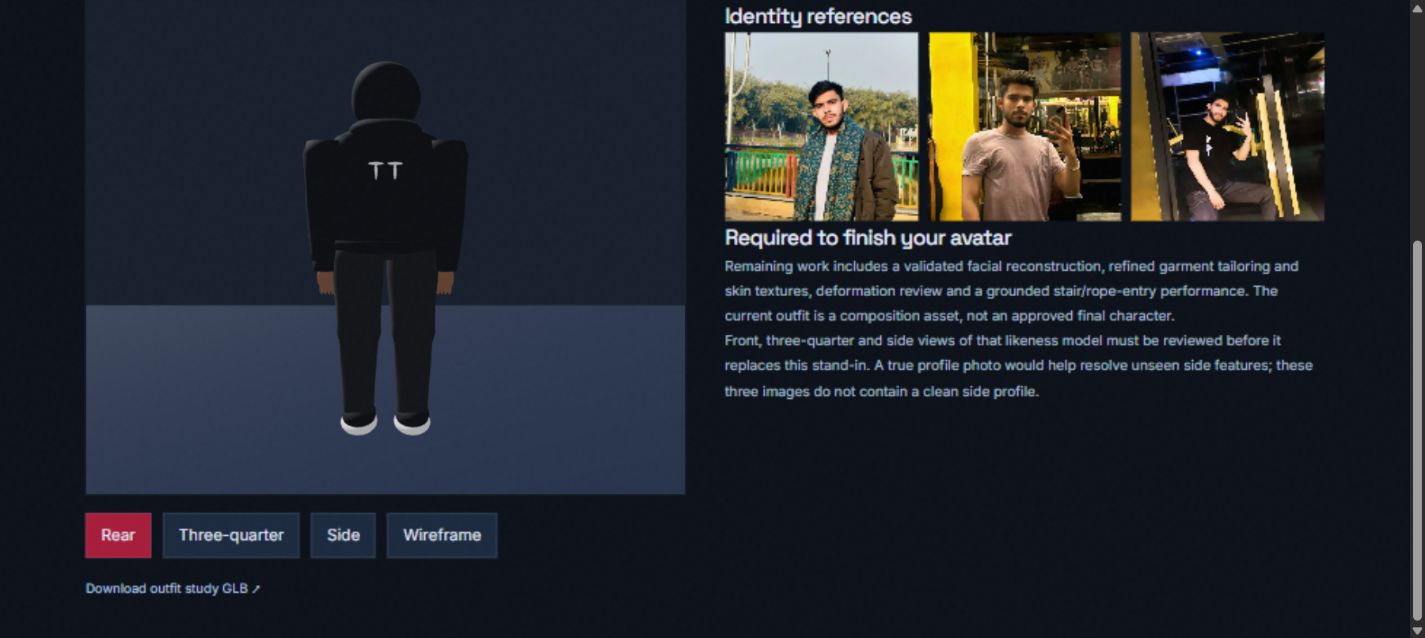 Identity references
TT
Required to finish your avatar
Remaining work includes a validated facial reconstruction, refined garment tailoring and
skin textures, deformation review and a grounded stair/rope-entry performance. The
current outfit is a composition asset, not an approved final character.
Front, three-quarter and side views of that likeness model must be reviewed before it
replaces this stand-in. A true profile photo would help resolve unseen side features; these
three images do not contain a clean side profile.
Rear
Three-quarter
Side
Wireframe
Download outfit study GLB ↗